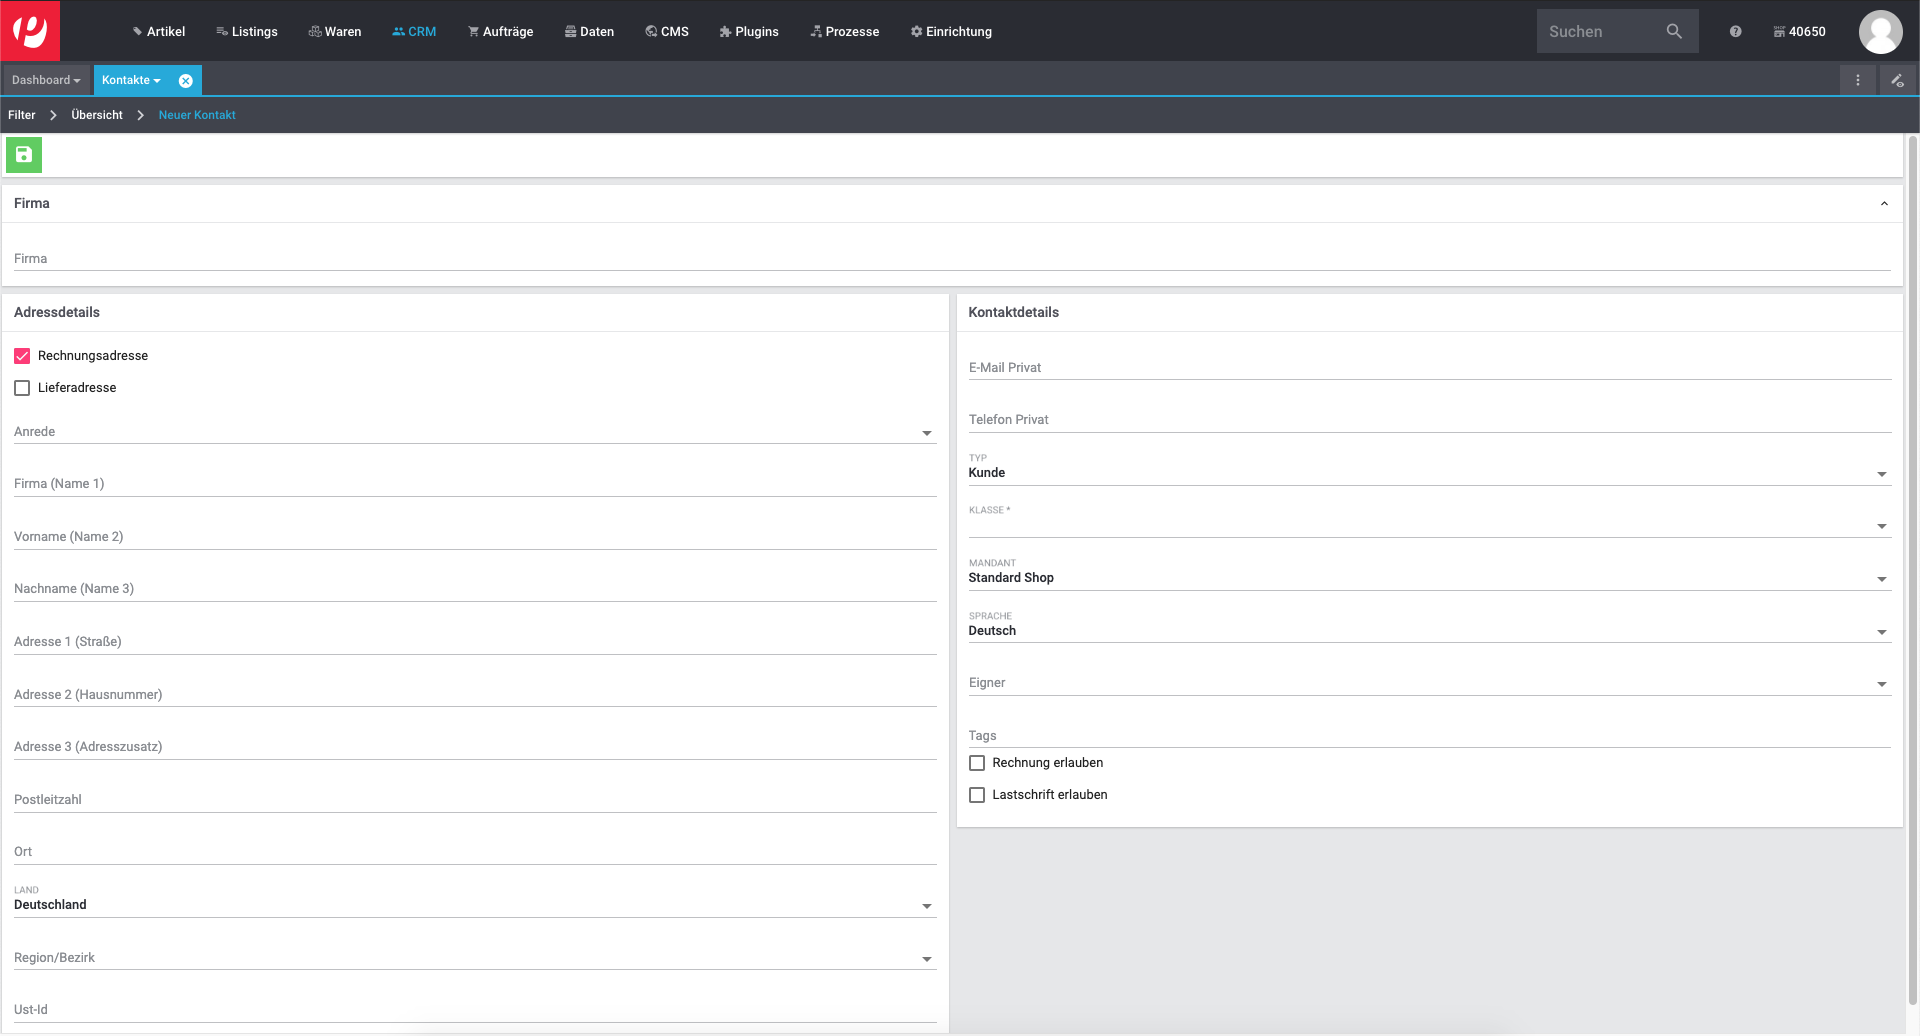 Artikel Listings Waren CRM Aufträge Daten CMS Plugins Prozesse Einrichtung Suchen 40650
Dashboard Kontakte
Filter Übersicht Neuer Kontakt
Firma
Firma
Adressdetails
Rechnungsadresse
Lieferadresse
Anrede
Firma (Name 1)
Vorname (Name 2)
Nachname (Name 3)
Adresse 1 (Straße)
Adresse 2 (Hausnummer)
Adresse 3 (Adresszusatz)
Postleitzahl
Ort
LAND
Deutschland
Region/Bezirk
Ust-Id
Kontaktdetails
E-Mail Privat
Telefon Privat
TYP
Kunde
KLASSE *
MANDANT
Standard Shop
SPRACHE
Deutsch
Eigner
Tags
Rechnung erlauben
Lastschrift erlauben